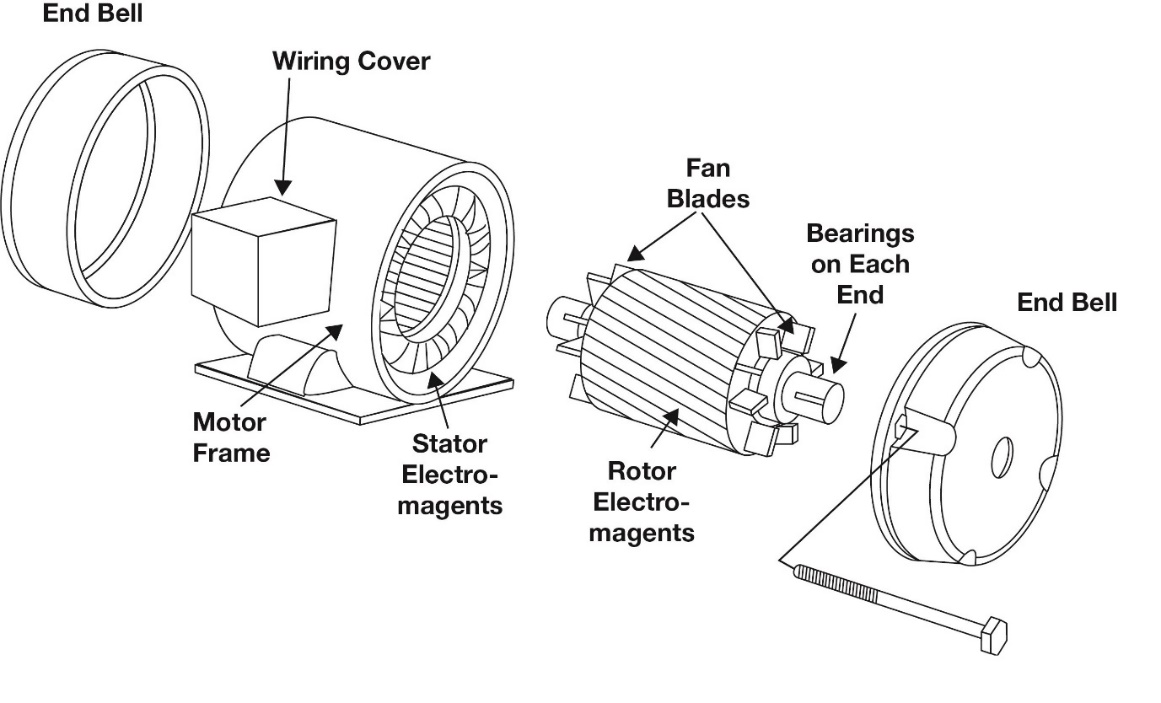 End Bell
Wiring Cover
Fan
Blades
Bearings
on Each
End
End Bell
Motor
Frame
Stator
Electro-
magents
Rotor
Electro-
magents